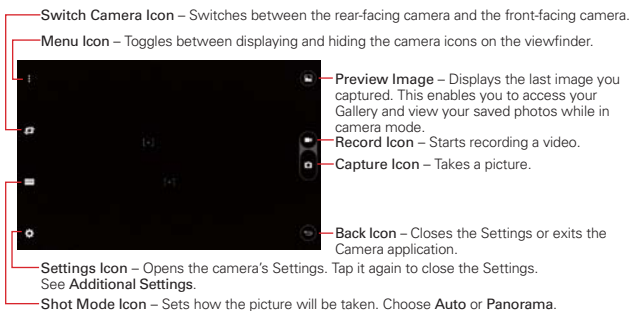 Switch Camera Icon – Switches between the rear-facing camera and the front-facing camera.
Menu Icon – Toggles between displaying and hiding the camera icons on the viewfinder.
Preview Image – Displays the last image you
captured. This enables you to access your
Gallery and view your saved photos while in
camera mode.
Record Icon – Starts recording a video.
Capture Icon – Takes a picture.
Back Icon – Closes the Settings or exits the
Camera application.
Settings Icon – Opens the camera's Settings. Tap it again to close the Settings.
See Additional Settings.
Shot Mode Icon – Sets how the picture will be taken. Choose Auto or Panorama.